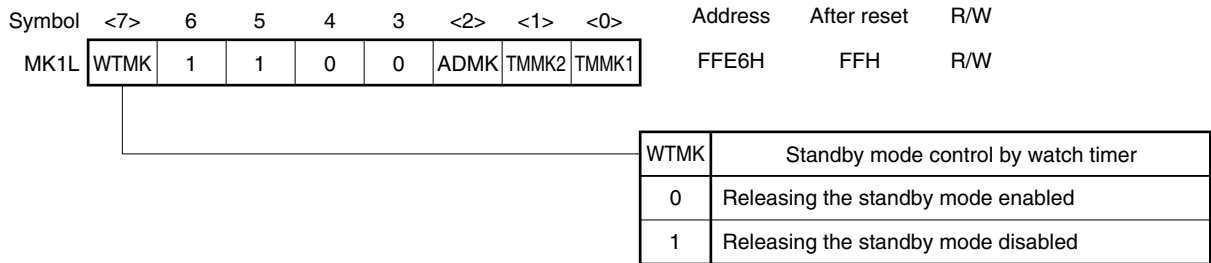 Symbol <7> 6 5 4 3 <2> <1> <0> Address After reset R/W
MK1L WTMK 1 1 0 0 ADMK TMMK2 TMMK1 FFE6H FFH R/W
WTMK Standby mode control by watch timer
0 Releasing the standby mode enabled
1 Releasing the standby mode disabled